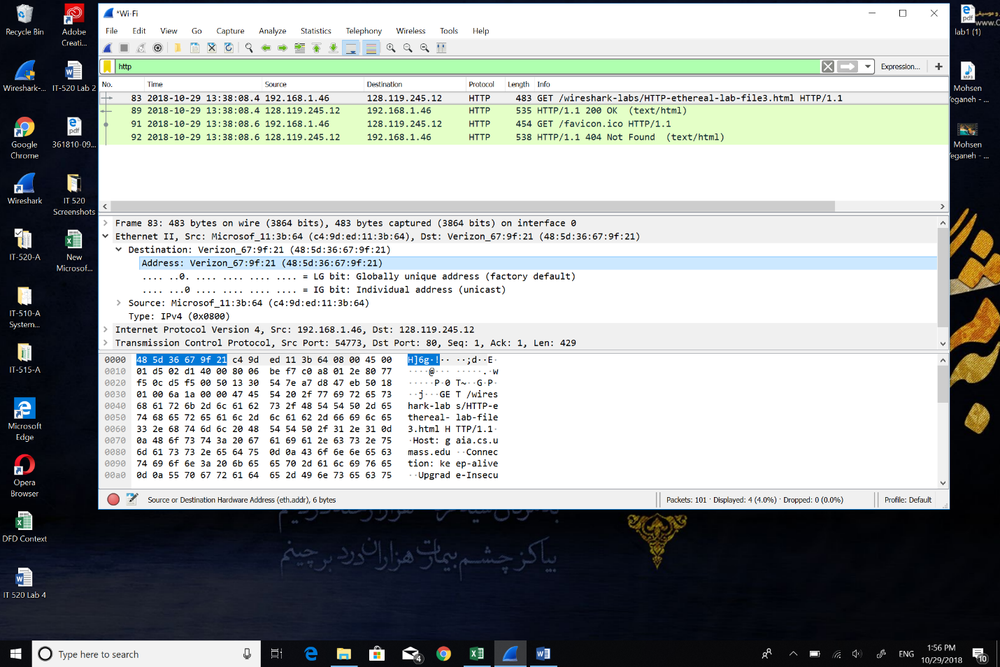 Recycle Bin
Adobe
Creati...
Wireshark-...
IT-520 Lab 2
Google
Chrome
361810-09...
Wireshark
IT 520
Screenshots
IT-520-A
New
Microsof...
IT-510-A
System...
IT-515-A
Microsoft
Edge
Opera
Browser
DFD Context
IT 520 Lab 4
*Wi-Fi
File Edit View Go Capture Analyze Statistics Telephony Wireless Tools Help
http
Expression...
No. Time Source Destination Protocol Length Info
83 2018-10-29 13:38:08.4 192.168.1.46 128.119.245.12 HTTP 483 GET /wireshark-labs/HTTP-ethereal-lab-file3.html HTTP/1.1
89 2018-10-29 13:38:08.4 128.119.245.12 192.168.1.46 HTTP 535 HTTP/1.1 200 OK (text/html)
91 2018-10-29 13:38:08.6 192.168.1.46 128.119.245.12 HTTP 454 GET /favicon.ico HTTP/1.1
92 2018-10-29 13:38:08.6 128.119.245.12 192.168.1.46 HTTP 538 HTTP/1.1 404 Not Found (text/html)
Frame 83: 483 bytes on wire (3864 bits), 483 bytes captured (3864 bits) on interface 0
Ethernet II, Src: Microsof_11:3b:64 (c4:9d:ed:11:3b:64), Dst: Verizon_67:9f:21 (48:5d:36:67:9f:21)
Destination: Verizon_67:9f:21 (48:5d:36:67:9f:21)
Address: Verizon_67:9f:21 (48:5d:36:67:9f:21)
.... ..0. .... .... .... .... = LG bit: Globally unique address (factory default)
.... ...0 .... .... .... .... = IG bit: Individual address (unicast)
Source: Microsof_11:3b:64 (c4:9d:ed:11:3b:64)
Type: IPv4 (0x0800)
Internet Protocol Version 4, Src: 192.168.1.46, Dst: 128.119.245.12
Transmission Control Protocol, Src Port: 54773, Dst Port: 80, Seq: 1, Ack: 1, Len: 429
0000 48 5d 36 67 9f 21 c4 9d ed 11 3b 64 08 00 45 00 H]6g·!·· ··;d··E·
0010 01 d5 02 d1 40 00 80 06 be f7 c0 a8 01 2e 80 77 ····@··· ·····.·w
0020 f5 0c d5 f5 00 50 13 30 54 7e a7 d8 47 eb 50 18 ·····P·0 T~··G·P·
0030 01 00 6a 1a 00 00 47 45 54 20 2f 77 69 72 65 73 ··j···GE T /wires
0040 68 61 72 6b 2d 6c 61 62 73 2f 48 54 54 50 2d 65 hark-lab s/HTTP-e
0050 74 68 65 72 65 61 6c 2d 6c 61 62 2d 66 69 6c 65 thereal- lab-file
0060 33 2e 68 74 6d 6c 20 48 54 54 50 2f 31 2e 31 0d 3.html H TTP/1.1·
0070 0a 48 6f 73 74 3a 20 67 61 69 61 2e 63 73 2e 75 ·Host: g aia.cs.u
0080 6d 61 73 73 2e 65 64 75 0d 0a 43 6f 6e 6e 65 63 mass.edu ··Connec
0090 74 69 6f 6e 3a 20 6b 65 65 70 2d 61 6c 69 76 65 tion: ke ep-alive
00a0 0d 0a 55 70 67 72 61 64 65 2d 49 6e 73 65 63 75 ··Upgrad e-Insecu
Source or Destination Hardware Address (eth.addr), 6 bytes
Packets: 101 · Displayed: 4 (4.0%) · Dropped: 0 (0.0%)
Profile: Default
lab1 (1)
Mohsen
Yeganeh - ...
Mohsen
Yeganeh - ...
بیا کز چشم بیمارت هزاران درد برچینم
Type here to search
4
ENG
1:56 PM
10/29/2018
10